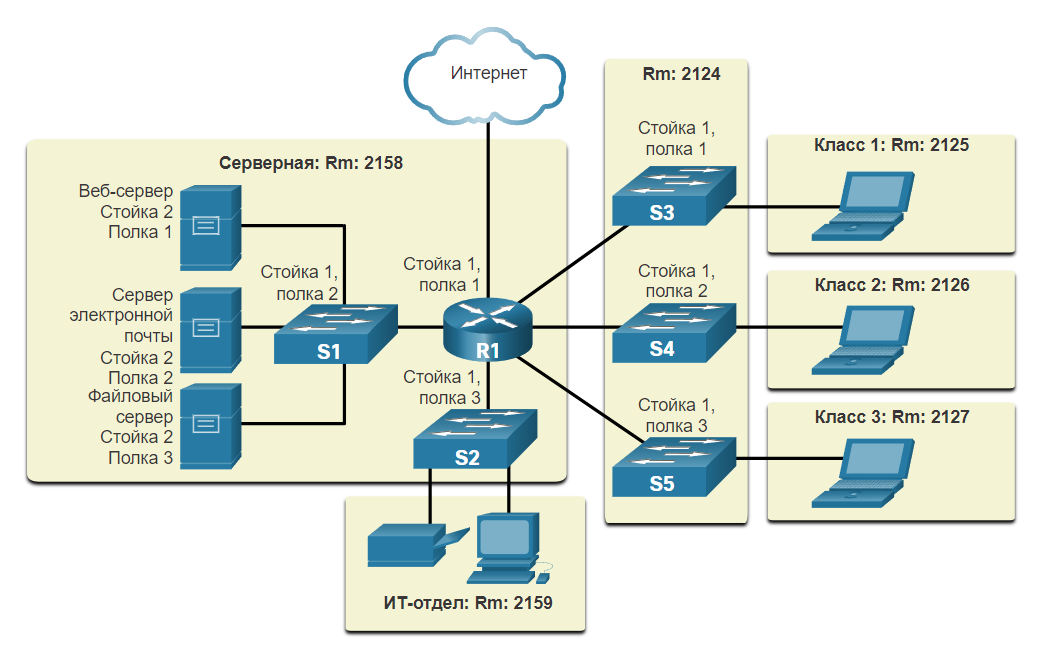 Интернет
Серверная: Rm: 2158
Веб-сервер
Стойка 2
Полка 1
Сервер
электронной
почты
Стойка 2
Полка 2
Файловый
сервер
Стойка 2
Полка 3
Стойка 1,
полка 2
S1
Стойка 1,
полка 1
R1
Стойка 1,
полка 3
S2
ИТ-отдел: Rm: 2159
Rm: 2124
Стойка 1,
полка 1
S3
Стойка 1,
полка 2
S4
Стойка 1,
полка 3
S5
Класс 1: Rm: 2125
Класс 2: Rm: 2126
Класс 3: Rm: 2127